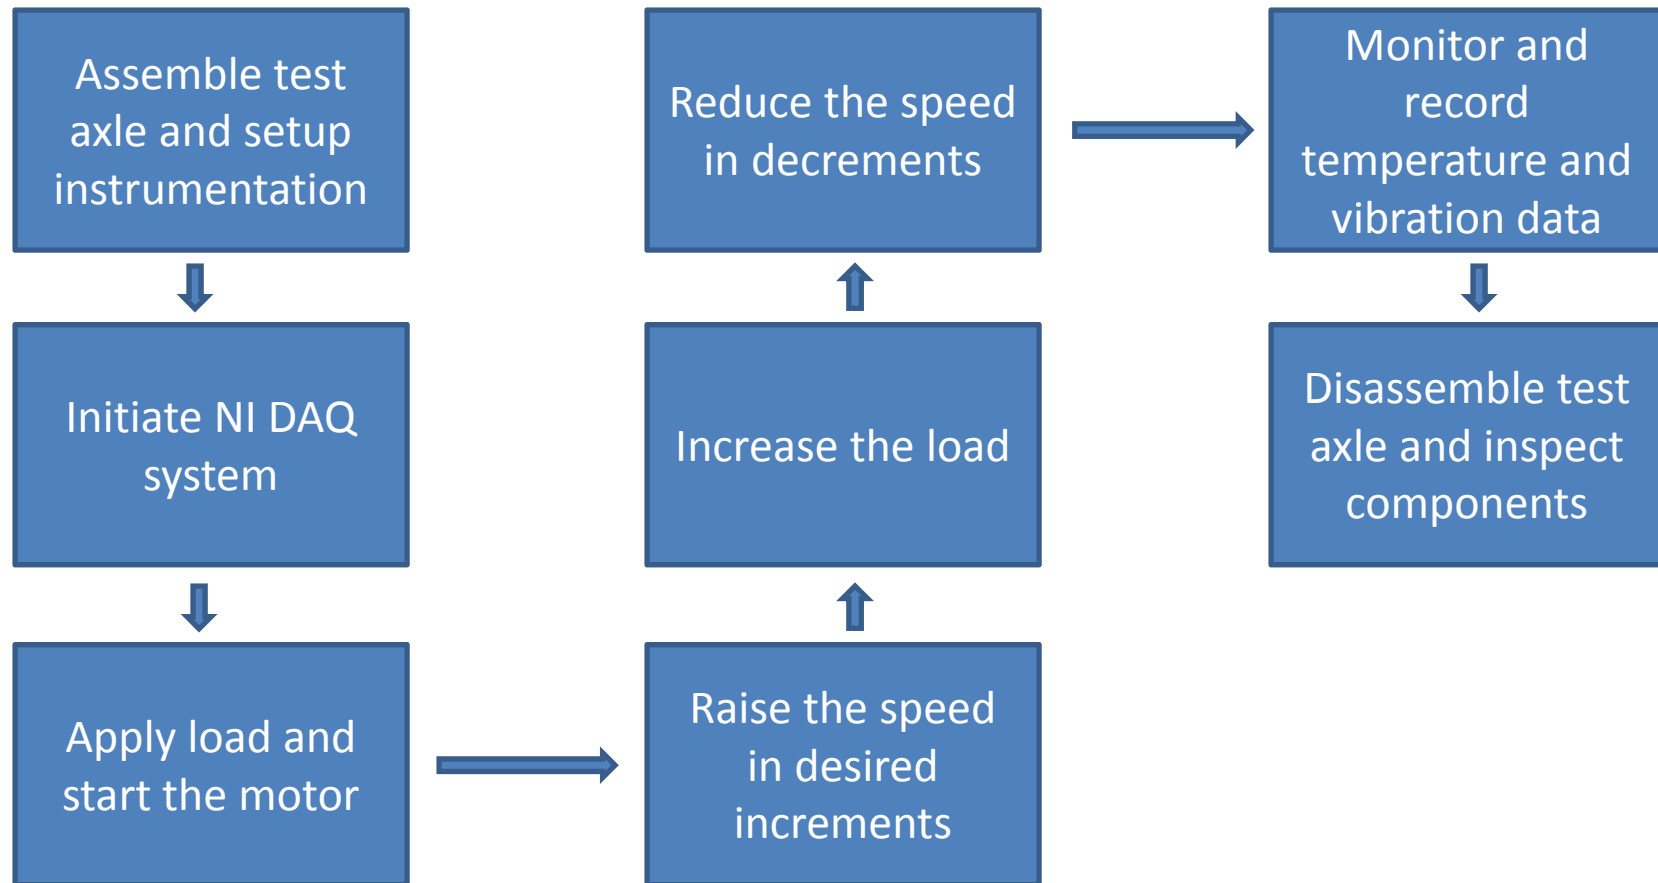 Assemble test
axle and setup
instrumentation
Initiate NI DAQ
system
Apply load and
start the motor
Raise the speed
in desired
increments
Increase the load
Reduce the speed
in decrements
Monitor and
record
temperature and
vibration data
Disassemble test
axle and inspect
components